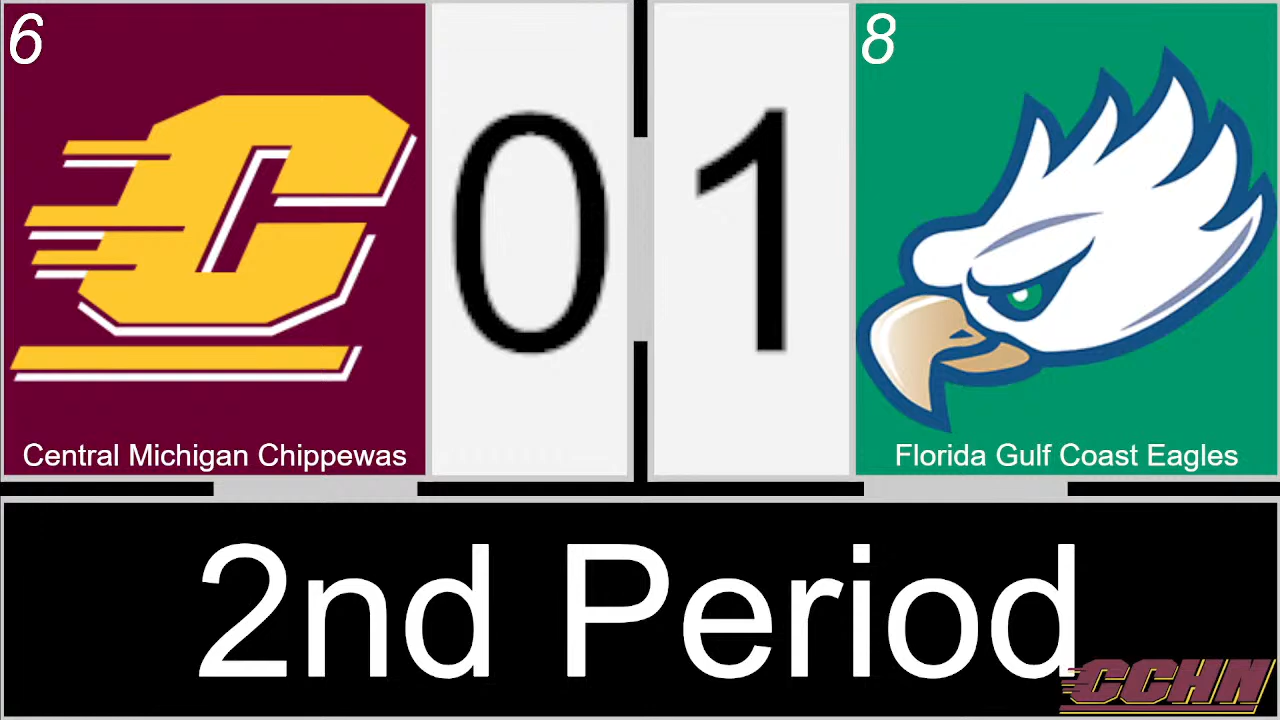 6
8
C
0
1
Central Michigan Chippewas
Florida Gulf Coast Eagles
2nd Period
CCHN